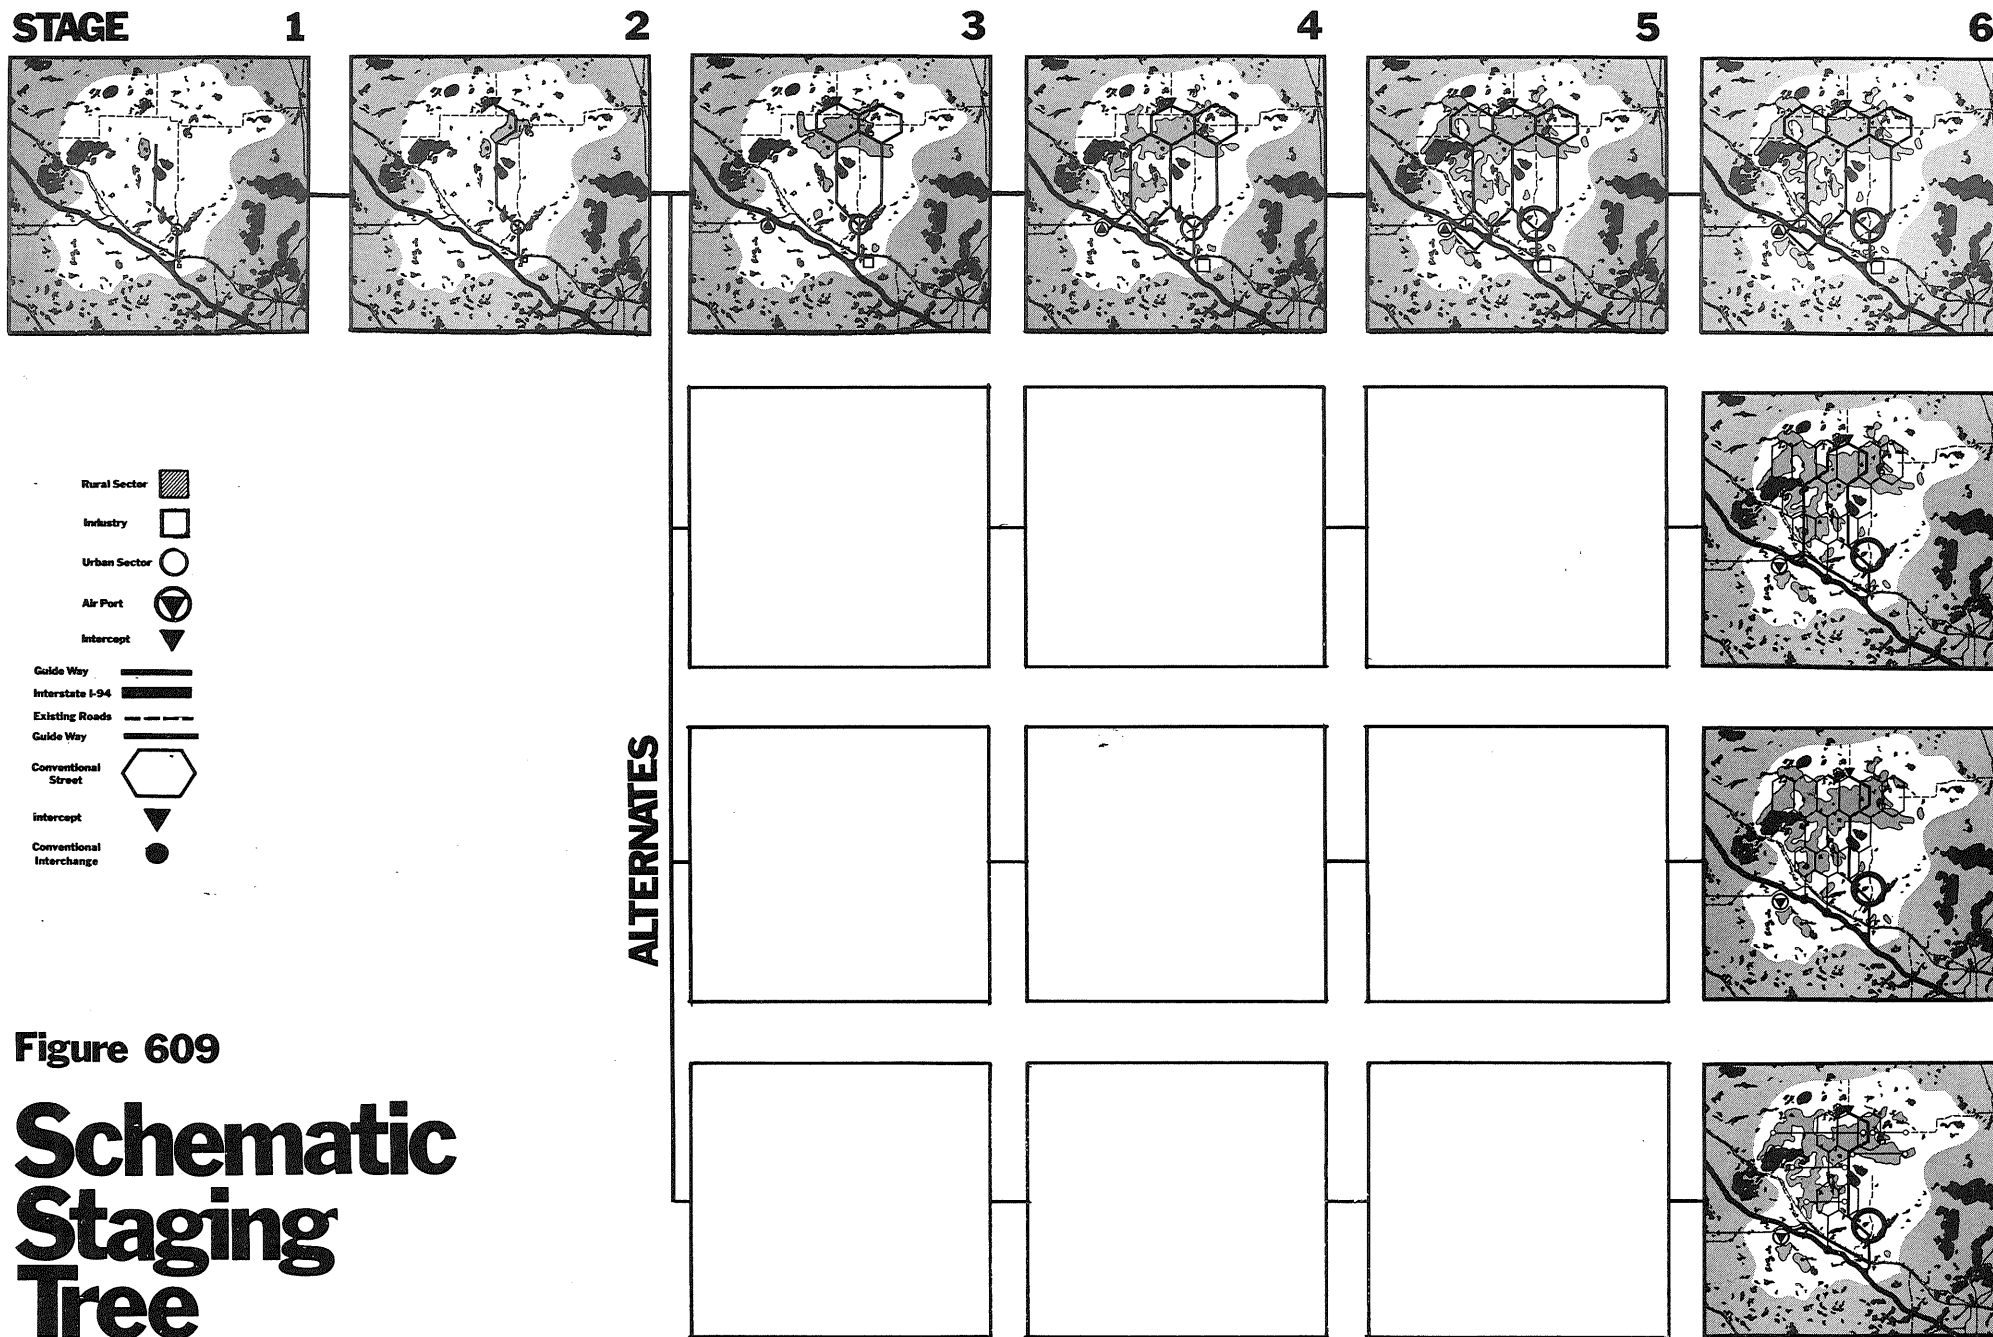 STAGE 1 2 3 4 5 6
Rural Sector
Industry
Urban Sector
Air Port
Intercept
Guide Way
Interstate I-94
Existing Roads
Guide Way
Conventional
Street
intercept
Conventional
Interchange
ALTERNATES
Figure 609
Schematic
Staging
Tree